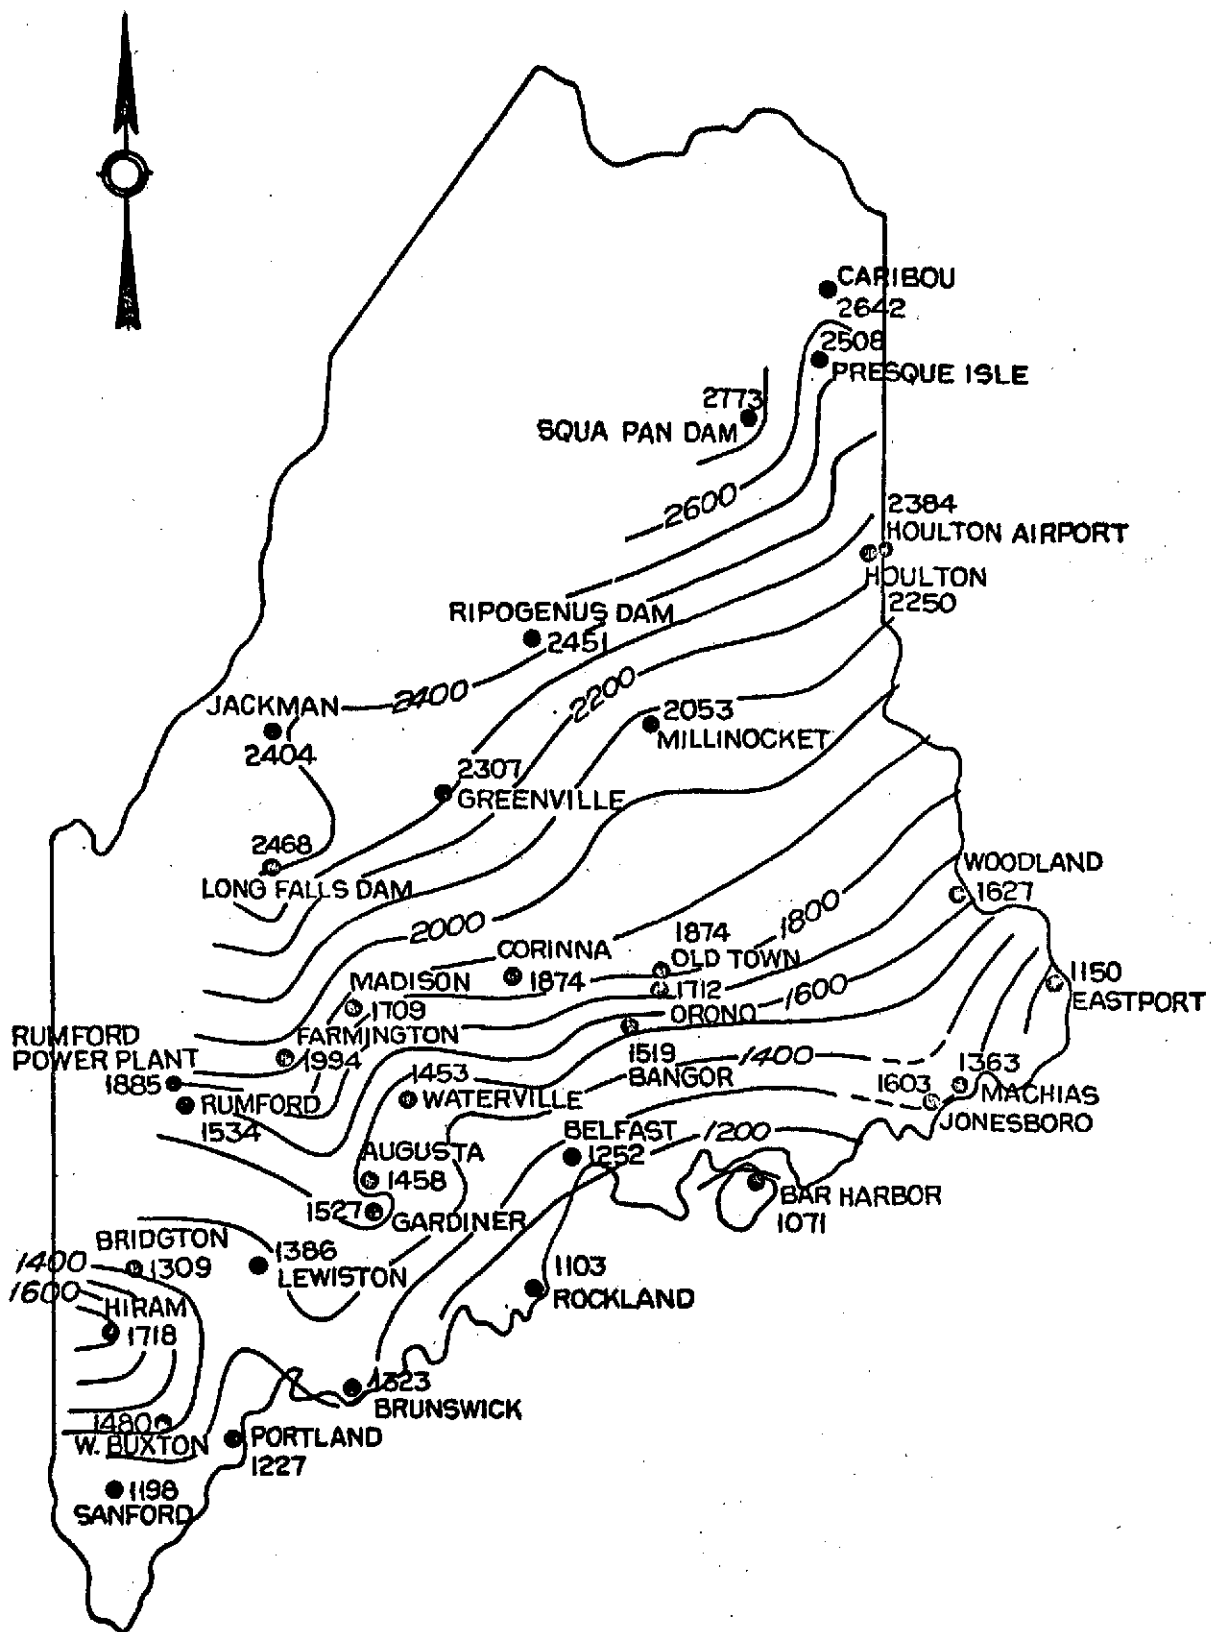 CARIBOU
2642
2508
PRESQUE ISLE
2773
SQUA PAN DAM
2600
2384
HOULTON AIRPORT
HOULTON
2250
RIPOGENUS DAM
2451
2400
2200
JACKMAN
2404
2053
MILLINOCKET
2307
GREENVILLE
2468
LONG FALLS DAM
WOODLAND
1627
2000
1800
CORINNA
1874
1874
OLD TOWN
1712
ORONO
MADISON
1709
1600
1150
EASTPORT
RUMFORD
POWER PLANT
1885
FARMINGTON
1994
1519
BANGOR
1400
1363
MACHIAS
1603
JONESBORO
RUMFORD
1534
1453
WATERVILLE
BELFAST
1252
1200
AUGUSTA
1458
1527
GARDINER
BAR HARBOR
1071
BRIDGTON
1309
1400
1600
1386
LEWISTON
1103
ROCKLAND
HIRAM
1718
1323
BRUNSWICK
1480
W. BUXTON
PORTLAND
1227
1198
SANFORD